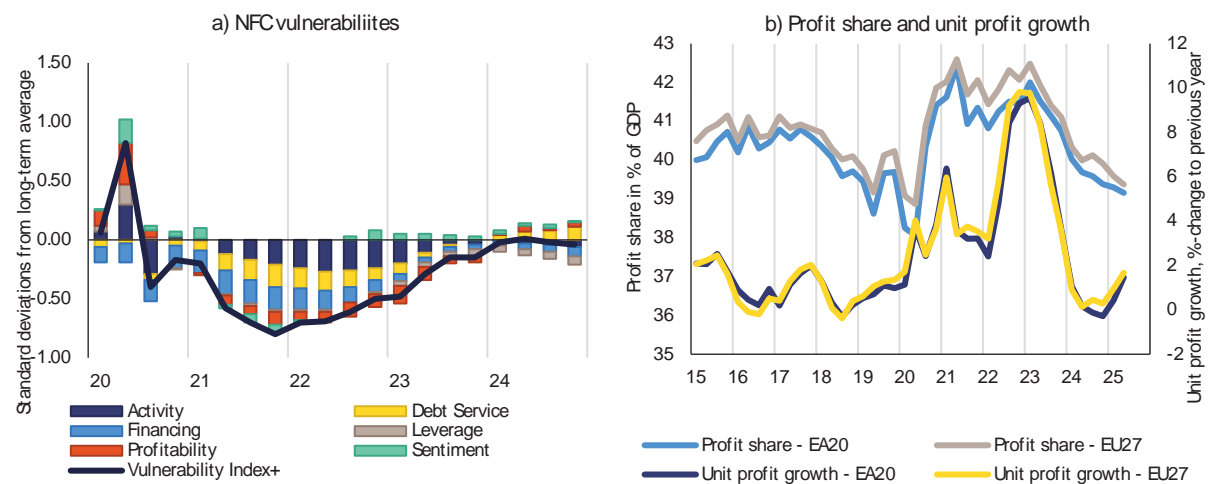 a) NFC vulnerabiliites
Standard deviations from long-term average
1.50
1.00
0.50
0.00
-0.50
-1.00
20 21 22 23 24
Activity
Debt Service
Financing
Leverage
Profitability
Sentiment
Vulnerability Index+
b) Profit share and unit profit growth
Profit share in % of GDP
43
42
41
40
39
38
37
36
35
12
10
8
6
4
2
0
-2
Unit profit growth, %-change to previous year
15 16 17 18 19 20 21 22 23 24 25
Profit share - EA20
Profit share - EU27
Unit profit growth - EA20
Unit profit growth - EU27